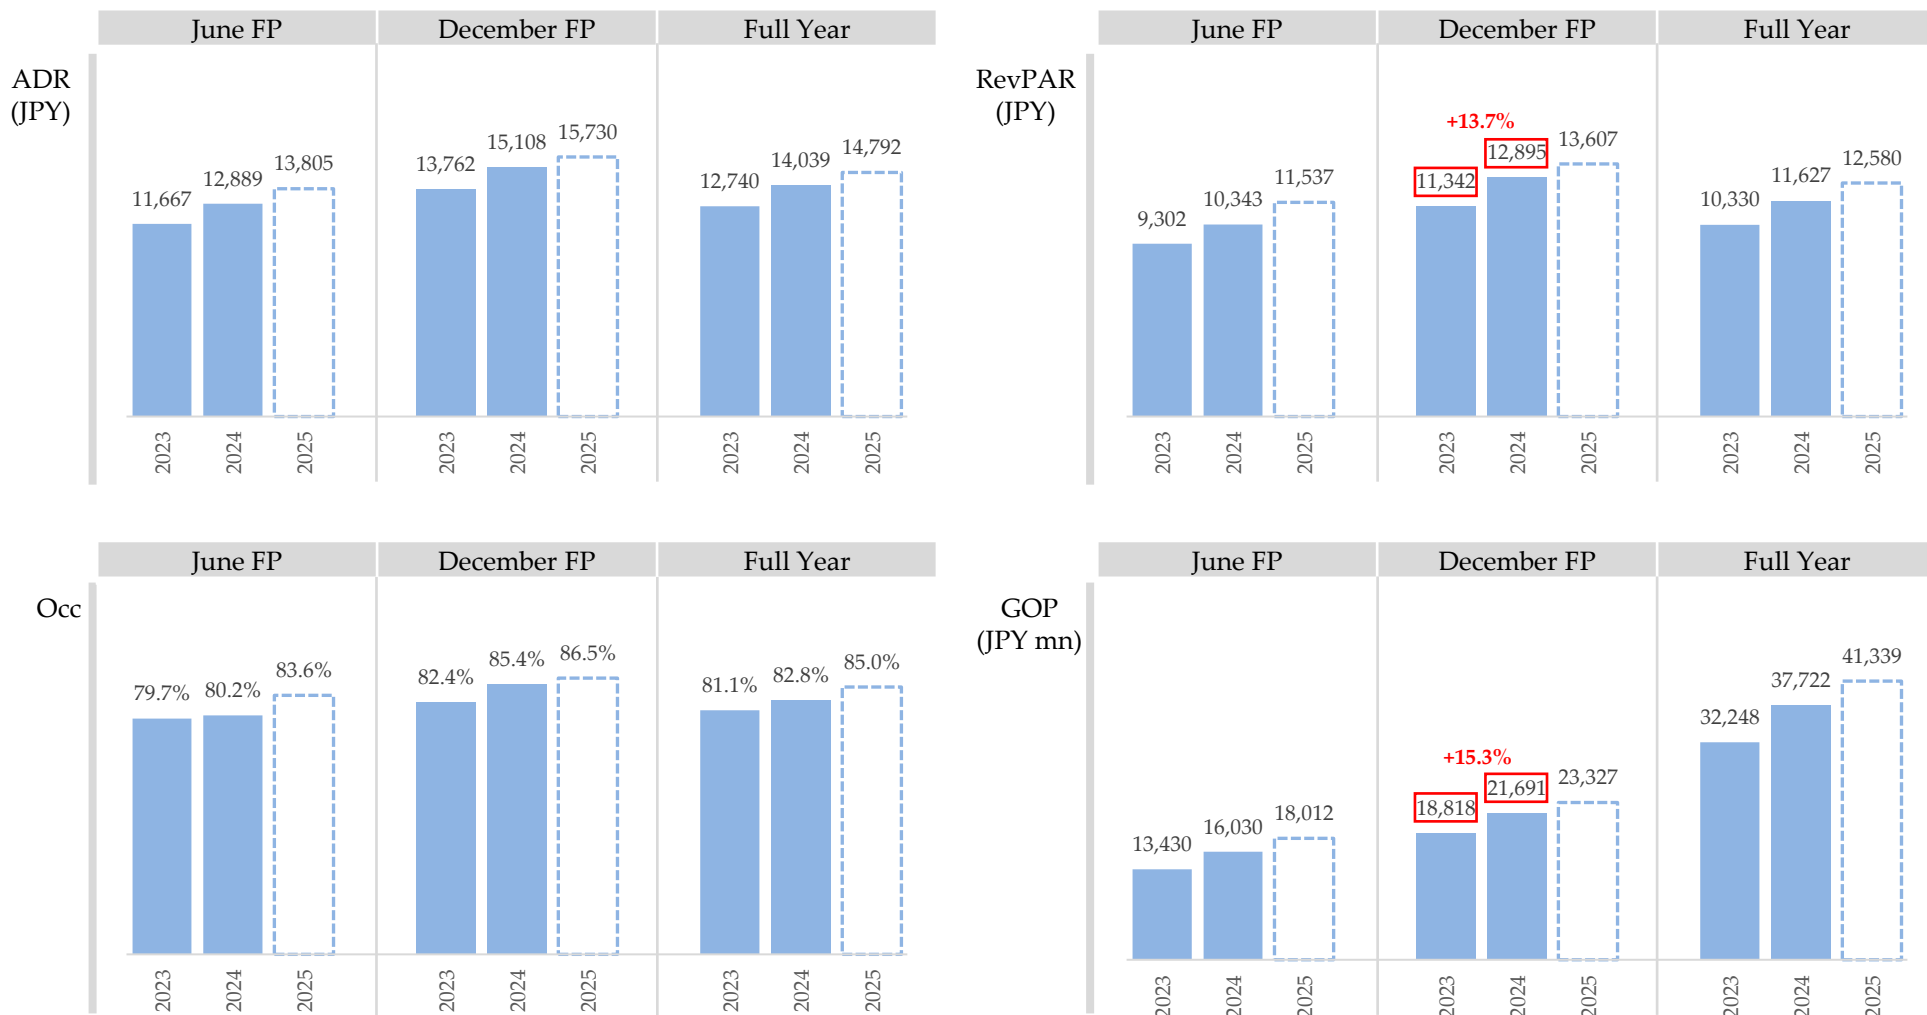 June FP December FP Full Year
ADR
(JPY)
11,667 12,889 13,805 13,762 15,108 15,730 12,740 14,039 14,792
2023 2024 2025 2023 2024 2025 2023 2024 2025
June FP December FP Full Year
RevPAR
(JPY)
+13.7%
9,302 10,343 11,537 11,342 12,895 13,607 10,330 11,627 12,580
2023 2024 2025 2023 2024 2025 2023 2024 2025
June FP December FP Full Year
Occ
79.7% 80.2% 83.6% 82.4% 85.4% 86.5% 81.1% 82.8% 85.0%
2023 2024 2025 2023 2024 2025 2023 2024 2025
June FP December FP Full Year
GOP
(JPY mn)
+15.3%
13,430 16,030 18,012 18,818 21,691 23,327 32,248 37,722 41,339
2023 2024 2025 2023 2024 2025 2023 2024 2025